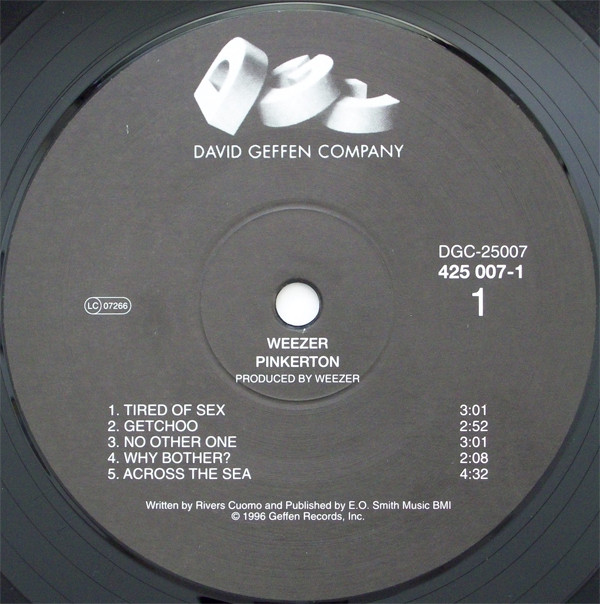 DGC
DAVID GEFFEN COMPANY
DGC-25007
425 007-1
1
LC 07266
WEEZER
PINKERTON
PRODUCED BY WEEZER
1. TIRED OF SEX 3:01
2. GETCHOO 2:52
3. NO OTHER ONE 3:01
4. WHY BOTHER? 2:08
5. ACROSS THE SEA 4:32
Written by Rivers Cuomo and Published by E.O. Smith Music BMI
© 1996 Geffen Records, Inc.